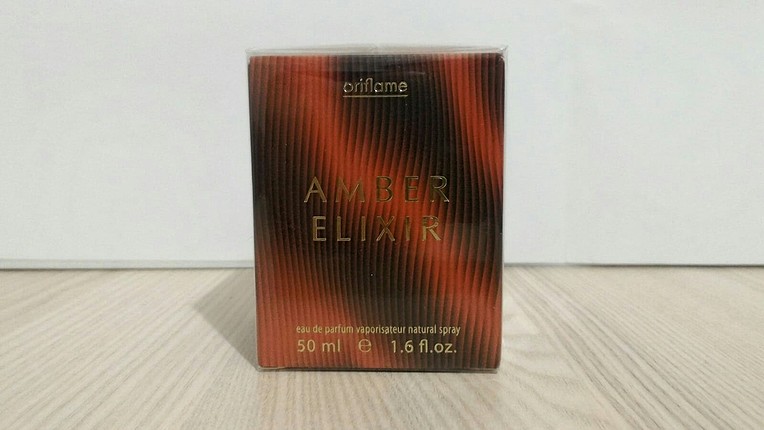 oriflame
AMBER
ELIXIR
eau de parfum vaporisateur natural spray
50 ml ℮ 1.6 fl.oz.